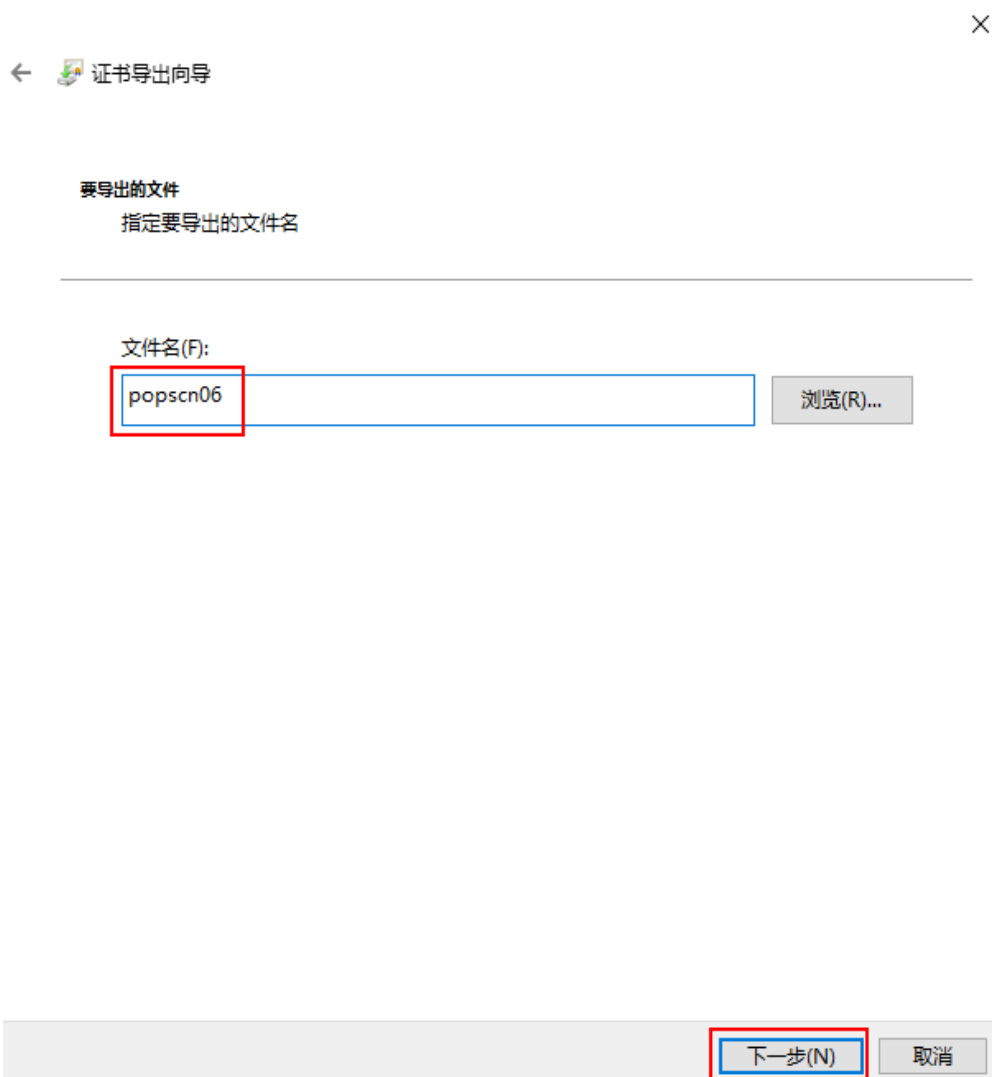 证书导出向导
要导出的文件
指定要导出的文件名
文件名(F):
popscn06
浏览(R)...
下一步(N)
取消